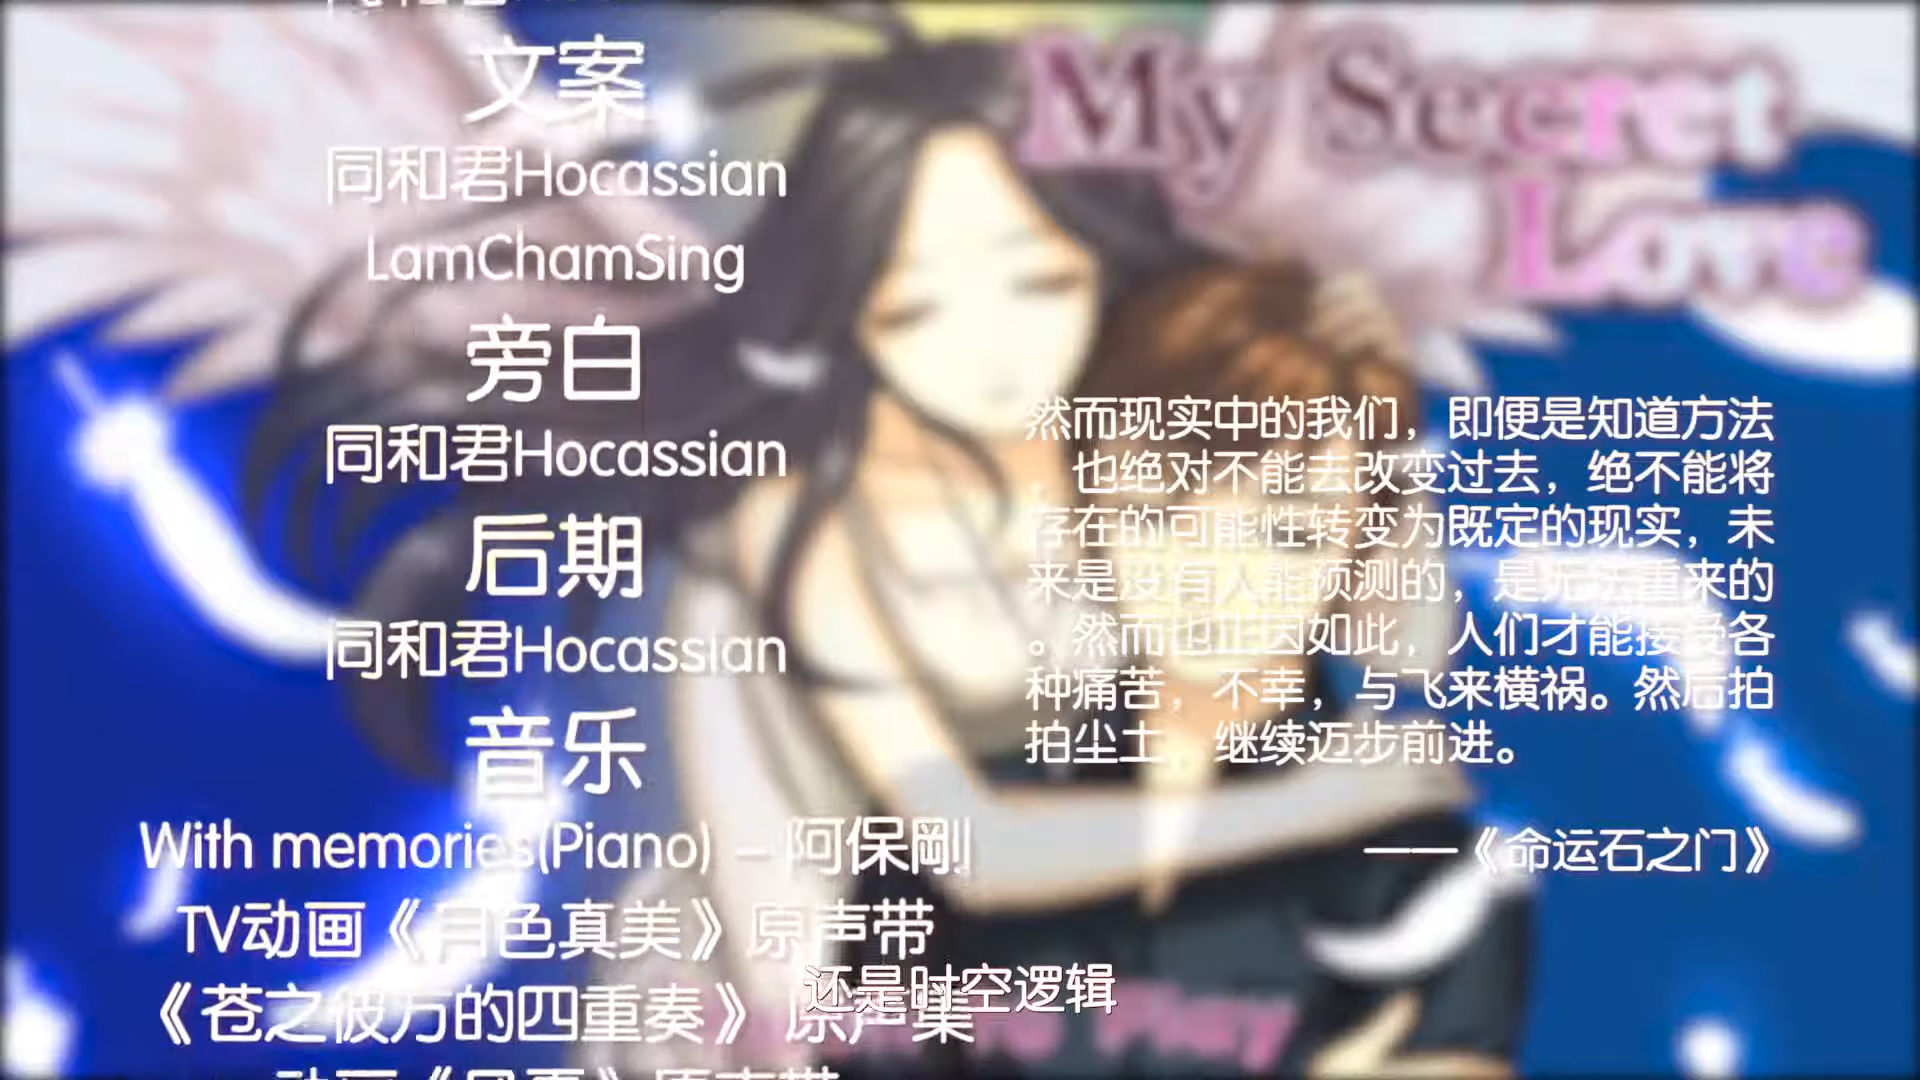 文案
同和君Hocassian
LamChamSing
旁白
同和君Hocassian
后期
同和君Hocassian
音乐
With memories(Piano) – 阿保剛
TV动画《白色真美》原声带
《苍之彼方的四重奏》原声集
My Secret
Love
然而现实中的我们，即便是知道方法
，也绝对不能去改变过去，绝不能将
存在的可能性转变为既定的现实，未
来是没有人能预测的，是无法重来的
。然而也正因如此，人们才能接受各
种痛苦，不幸，与飞来横祸。然后拍
拍尘土，继续迈步前进。
——《命运石之门》
还是时空逻辑